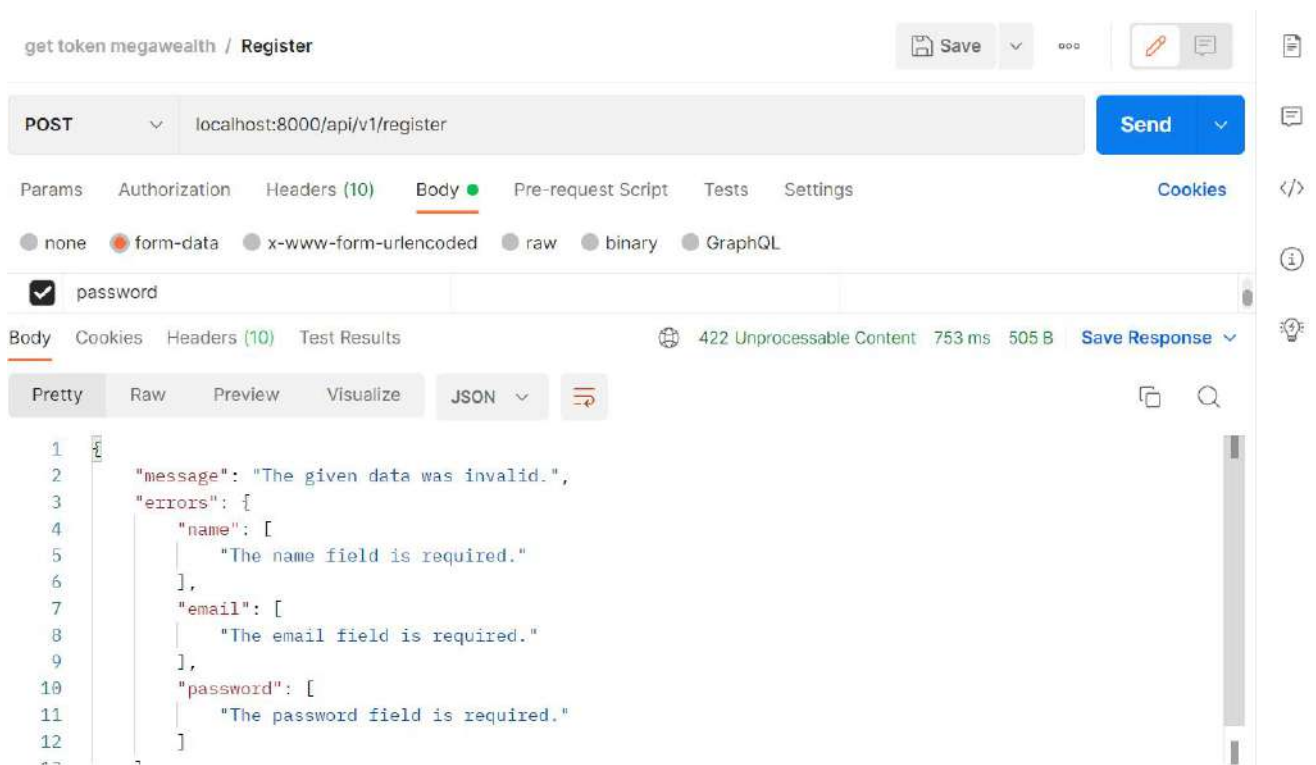 get token megawealth / Register
Save
POST localhost:8000/api/v1/register Send
Params Authorization Headers (10) Body Pre-request Script Tests Settings Cookies
none form-data x-www-form-urlencoded raw binary GraphQL
password
Body Cookies Headers (10) Test Results 422 Unprocessable Content 753 ms 505 B Save Response
Pretty Raw Preview Visualize JSON
1 {
2 "message": "The given data was invalid.",
3 "errors": {
4 "name": [
5 "The name field is required."
6 ],
7 "email": [
8 "The email field is required."
9 ],
10 "password": [
11 "The password field is required."
12 ]